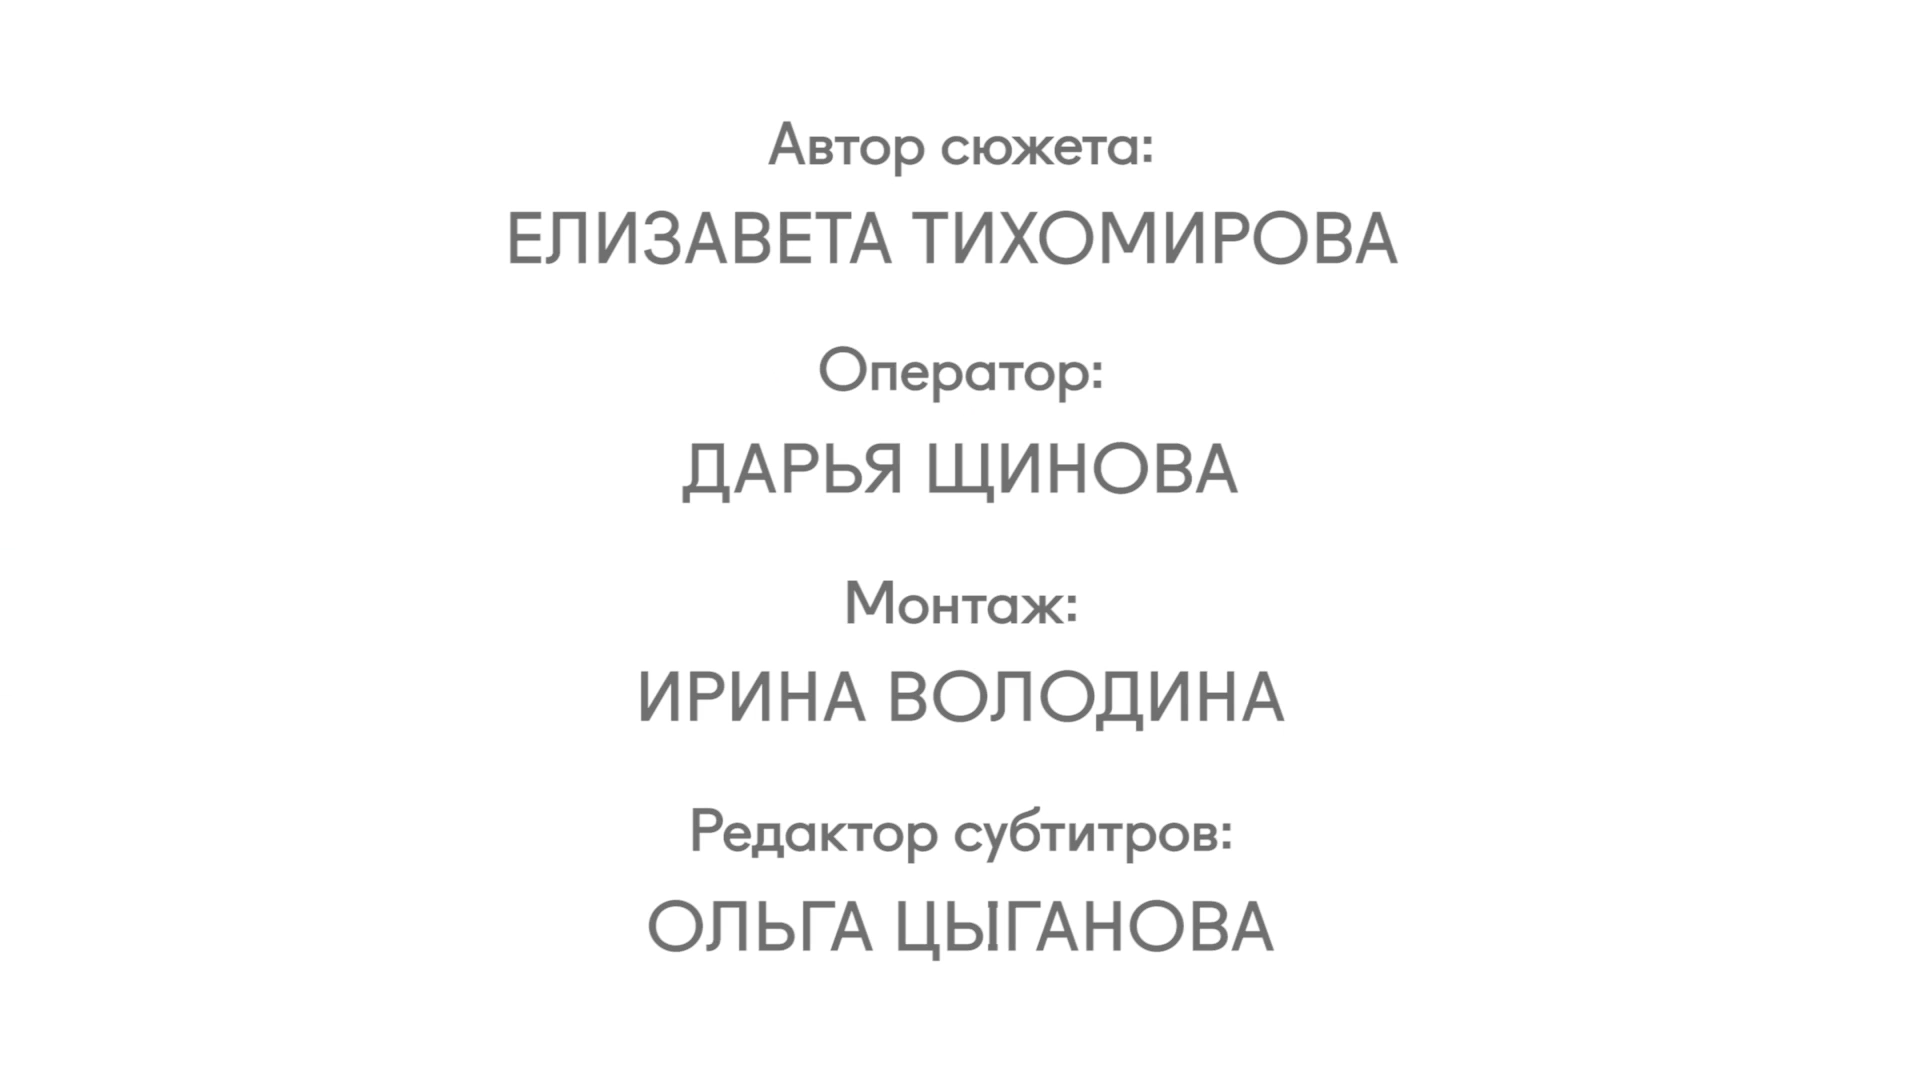 Автор сюжета:
ЕЛИЗАВЕТА ТИХОМИРОВА
Оператор:
ДАРЬЯ ЩИНОВА
Монтаж:
ИРИНА ВОЛОДИНА
Редактор субтитров:
ОЛЬГА ЦЫГАНОВА